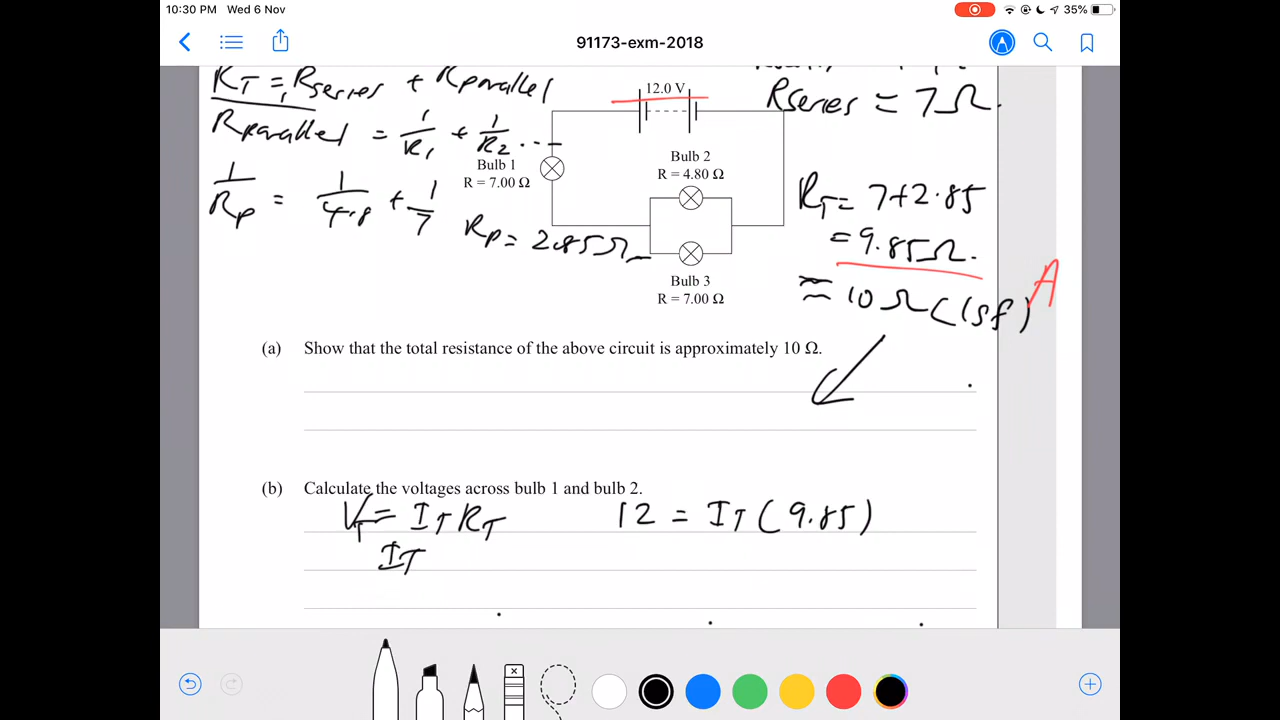 10:30 PM Wed 6 Nov
35%
91173-exm-2018
RT = Rseries + Rparallel
12.0 V
Rseries = 7Ω.
1/Rparallel = 1/R1 + 1/R2 ...
Bulb 1
R = 7.00 Ω
Bulb 2
R = 4.80 Ω
1/Rp = 1/4.8 + 1/7
Rp = 2.85Ω
RT = 7+2.85
= 9.85Ω.
≈ 10 Ω (1sf) A
Bulb 3
R = 7.00 Ω
(a) Show that the total resistance of the above circuit is approximately 10 Ω.
(b) Calculate the voltages across bulb 1 and bulb 2.
VT = IT RT 12 = IT (9.85)
IT